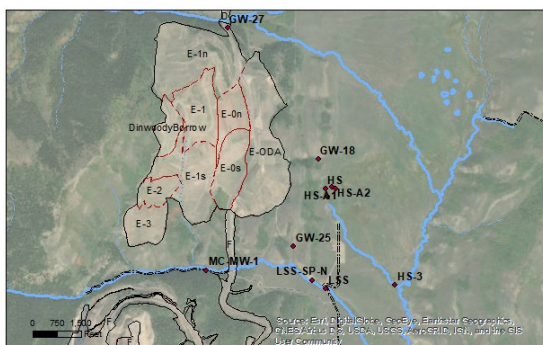 D
GW-27
E-1n
E-1
E-0n
DinwoodyBorrow
E-ODA
GW-18
E-1s
E-0s
HS
HS-A1
HS-A2
E-2
E-3
F
GW-25
MC-MW-1
LSS-SP-N
LSS
HS-3
F
F
0 750 1,500
Feet
Source: Esri, DigitalGlobe, GeoEye, Earthstar Geographics,
CNES/Airbus DS, USDA, USGS, AeroGRID, IGN, and the GIS
User Community